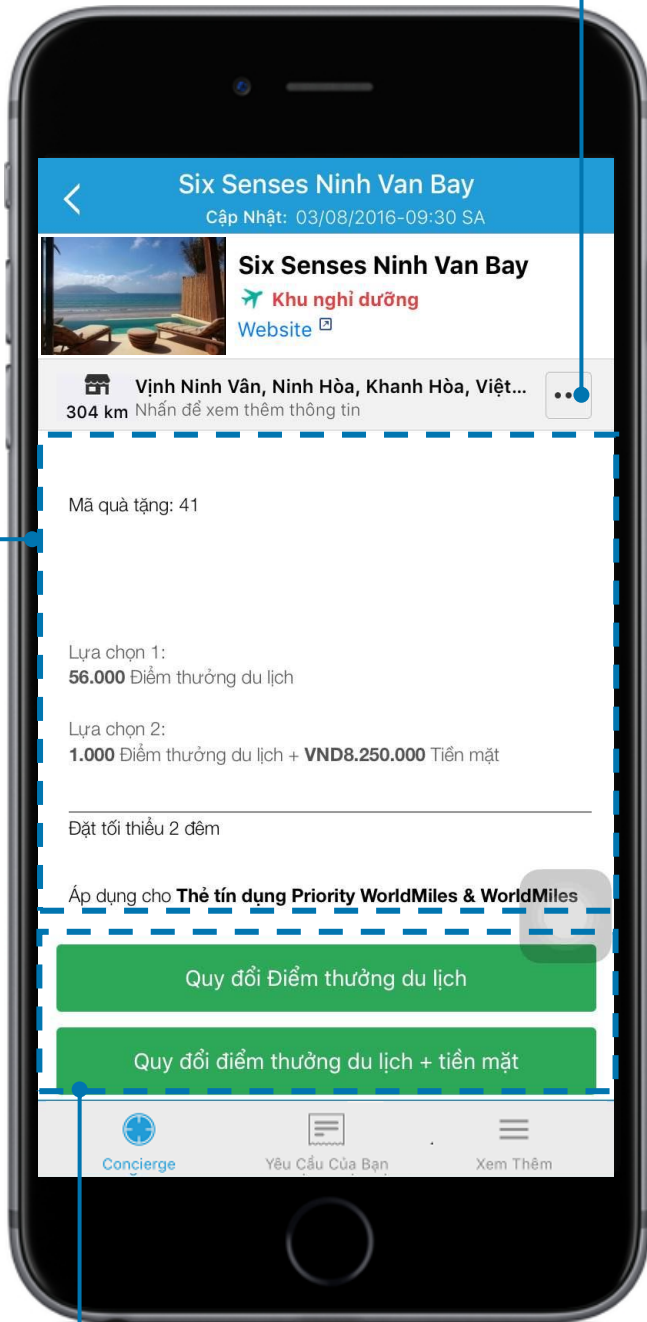 Six Senses Ninh Van Bay
Cập Nhật: 03/08/2016-09:30 SA
Six Senses Ninh Van Bay
Khu nghỉ dưỡng
Website
Vịnh Ninh Vân, Ninh Hòa, Khanh Hòa, Việt...
304 km Nhấn để xem thêm thông tin
Mã quà tặng: 41
Lựa chọn 1:
56.000 Điểm thưởng du lịch
Lựa chọn 2:
1.000 Điểm thưởng du lịch + VND8.250.000 Tiền mặt
Đặt tối thiểu 2 đêm
Áp dụng cho Thẻ tín dụng Priority WorldMiles & WorldMiles
Quy đổi Điểm thưởng du lịch
Quy đổi điểm thưởng du lịch + tiền mặt
Concierge Yêu Cầu Của Bạn Xem Thêm